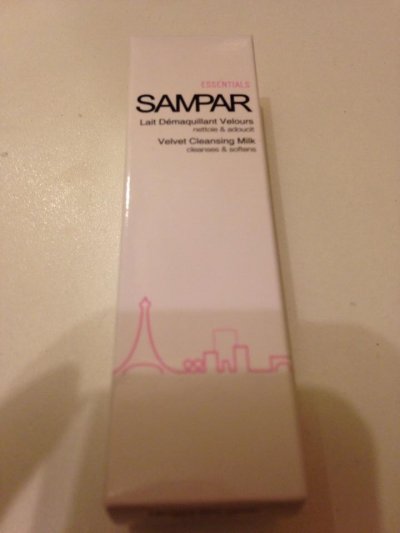 ESSENTIALS
SAMPAR
Lait Démaquillant Velours
nettoie & adoucit
Velvet Cleansing Milk
cleanses & softens